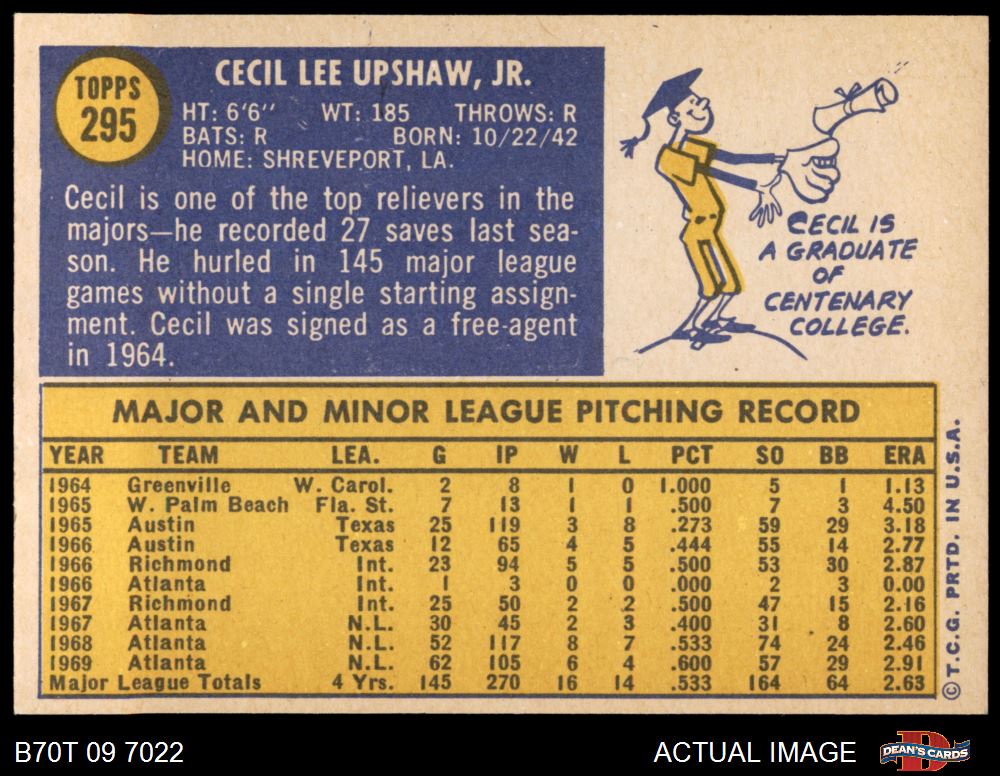 TOPPS
295
CECIL LEE UPSHAW, JR.
HT: 6'6" WT: 185 THROWS: R
BATS: R BORN: 10/22/42
HOME: SHREVEPORT, LA.
Cecil is one of the top relievers in the
majors—he recorded 27 saves last sea-
son. He hurled in 145 major league
games without a single starting assign-
ment. Cecil was signed as a free-agent
in 1964.
CECIL IS
A GRADUATE
OF
CENTENARY
COLLEGE.
MAJOR AND MINOR LEAGUE PITCHING RECORD
YEAR TEAM LEA. G IP W L PCT SO BB ERA
1964 Greenville W. Carol. 2 8 1 0 1.000 5 1 1.13
1965 W. Palm Beach Fla. St. 7 13 1 1 .500 7 3 4.50
1965 Austin Texas 25 119 3 8 .273 59 29 3.18
1966 Austin Texas 12 65 4 5 .444 55 14 2.77
1966 Richmond Int. 23 94 5 5 .500 53 30 2.87
1966 Atlanta Int. 1 3 0 0 .000 2 3 0.00
1967 Richmond Int. 25 50 2 2 .500 47 15 2.16
1967 Atlanta N.L. 30 45 2 3 .400 31 8 2.60
1968 Atlanta N.L. 52 117 8 7 .533 74 24 2.46
1969 Atlanta N.L. 62 105 6 4 .600 57 29 2.91
Major League Totals 4 Yrs. 145 270 16 14 .533 164 64 2.63
© T.C.G. PRTD. IN U.S.A.
B70T 09 7022
ACTUAL IMAGE
DEAN'S CARDS